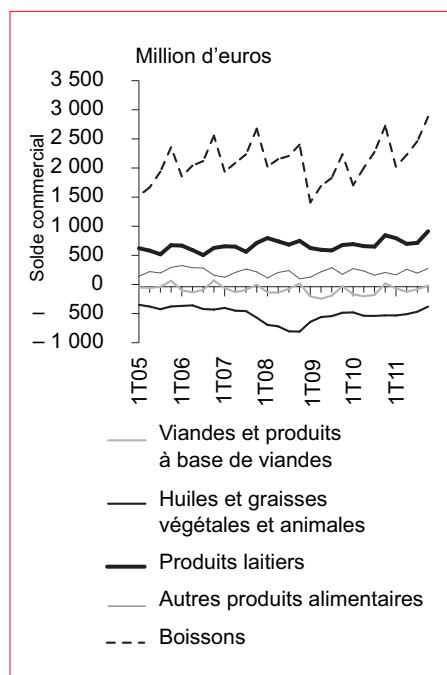 Million d'euros
Solde commercial
3 500
3 000
2 500
2 000
1 500
1 000
500
0
– 500
– 1 000
1T05
1T06
1T07
1T08
1T09
1T10
1T11
Viandes et produits
à base de viandes
Huiles et graisses
végétales et animales
Produits laitiers
Autres produits alimentaires
Boissons